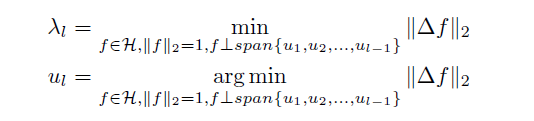 λ_l = min_{f∈ℋ,‖f‖_2=1,f⊥span{u_1,u_2,...,u_{l−1}}} ‖Δf‖_2
u_l = arg min_{f∈ℋ,‖f‖_2=1,f⊥span{u_1,u_2,...,u_{l−1}}} ‖Δf‖_2